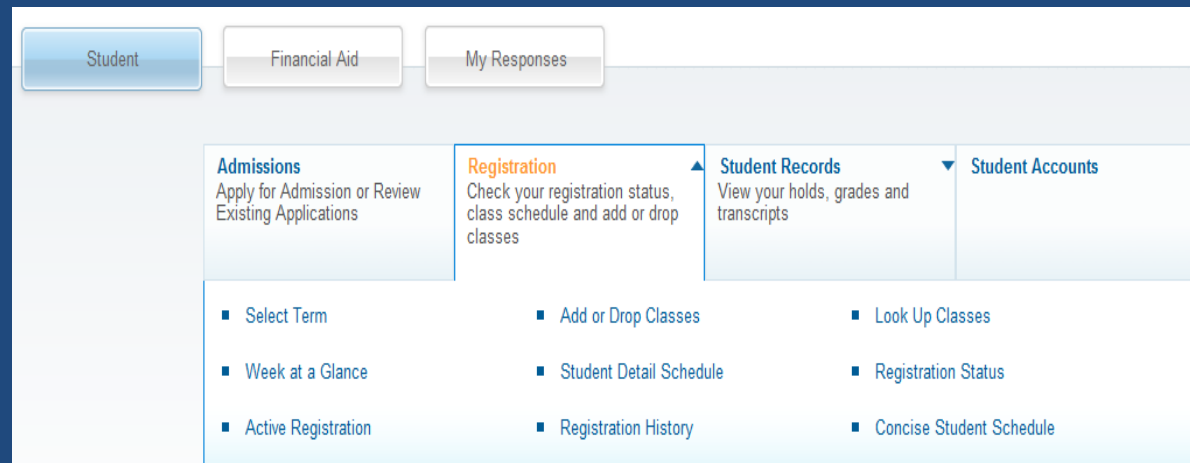 Student
Financial Aid
My Responses
Admissions
Apply for Admission or Review
Existing Applications
Registration
Check your registration status,
class schedule and add or drop
classes
Student Records
View your holds, grades and
transcripts
Student Accounts
Select Term
Add or Drop Classes
Look Up Classes
Week at a Glance
Student Detail Schedule
Registration Status
Active Registration
Registration History
Concise Student Schedule